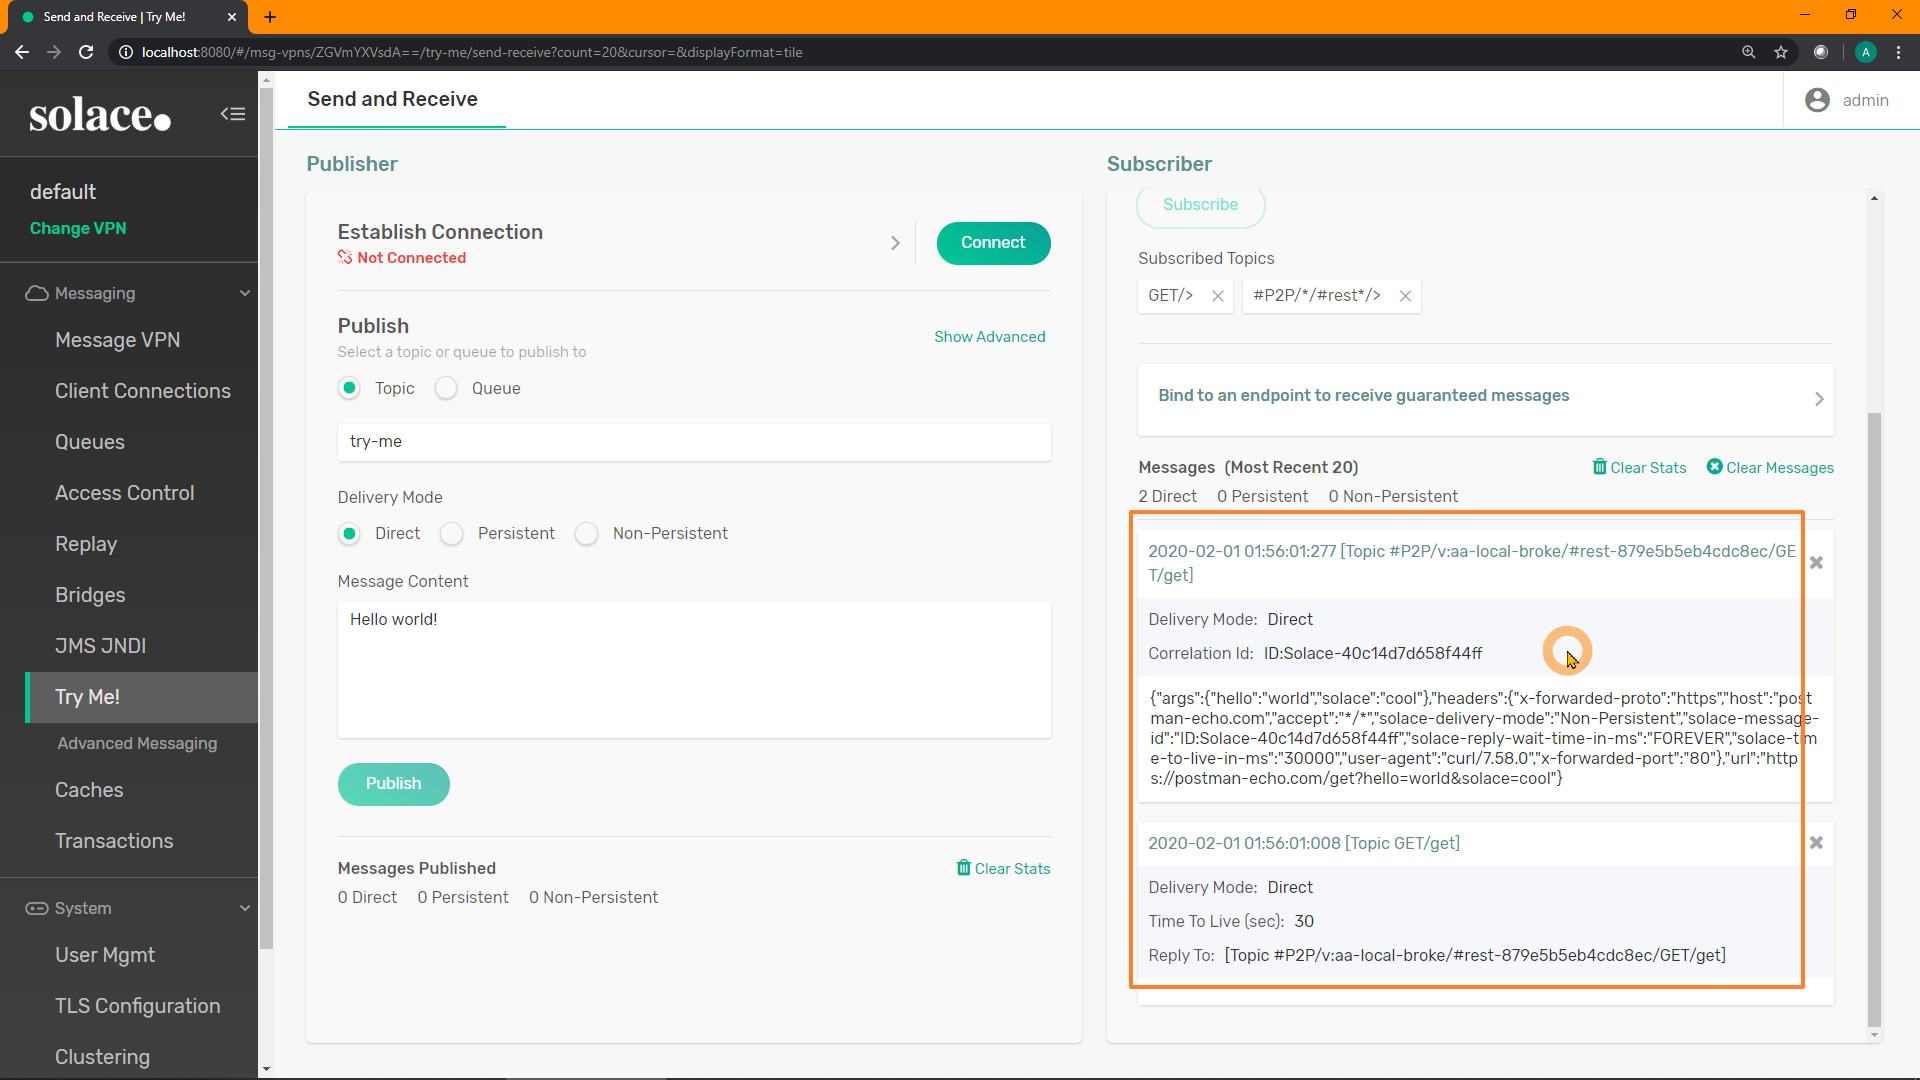 Send and Receive | Try Me!
localhost:8080/#/msg-vpns/ZGVmYXVsdA==/try-me/send-receive?count=20&cursor=&displayFormat=tile
A
solace.
Send and Receive
admin
default
Change VPN
Messaging
Message VPN
Client Connections
Queues
Access Control
Replay
Bridges
JMS JNDI
Try Me!
Advanced Messaging
Caches
Transactions
System
User Mgmt
TLS Configuration
Clustering
Publisher
Establish Connection
Not Connected
Connect
Publish
Select a topic or queue to publish to
Show Advanced
Topic Queue
try-me
Delivery Mode
Direct Persistent Non-Persistent
Message Content
Hello world!
Publish
Messages Published
Clear Stats
0 Direct 0 Persistent 0 Non-Persistent
Subscriber
Subscribe
Subscribed Topics
GET/> #P2P/*/#rest*/>
Bind to an endpoint to receive guaranteed messages
Messages (Most Recent 20)
Clear Stats Clear Messages
2 Direct 0 Persistent 0 Non-Persistent
2020-02-01 01:56:01:277 [Topic #P2P/v:aa-local-broke/#rest-879e5b5eb4cdc8ec/GE
T/get]
Delivery Mode: Direct
Correlation Id: ID:Solace-40c14d7d658f44ff
{"args":{"hello":"world","solace":"cool"},"headers":{"x-forwarded-proto":"https","host":"post
man-echo.com","accept":"*/*","solace-delivery-mode":"Non-Persistent","solace-message-
id":"ID:Solace-40c14d7d658f44ff","solace-reply-wait-time-in-ms":"FOREVER","solace-tim
e-to-live-in-ms":"30000","user-agent":"curl/7.58.0","x-forwarded-port":"80"},"url":"http
s://postman-echo.com/get?hello=world&solace=cool"}
2020-02-01 01:56:01:008 [Topic GET/get]
Delivery Mode: Direct
Time To Live (sec): 30
Reply To: [Topic #P2P/v:aa-local-broke/#rest-879e5b5eb4cdc8ec/GET/get]